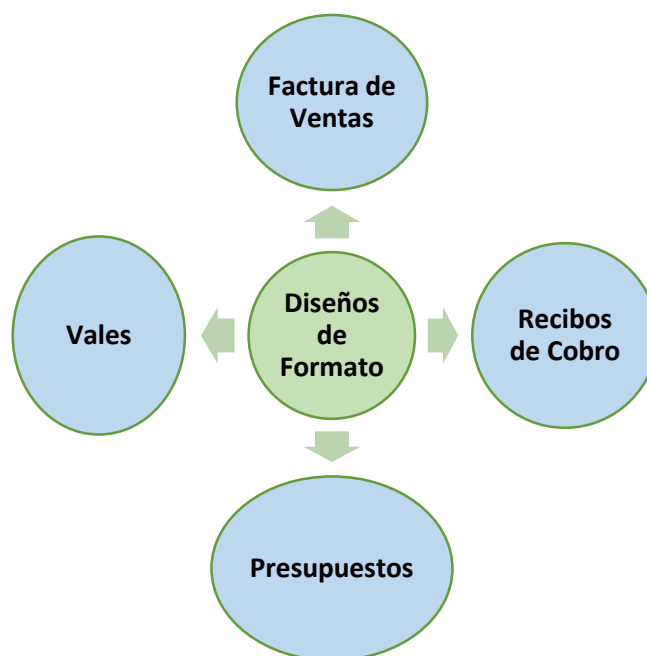 Factura de
Ventas
Vales
Diseños
de
Formato
Recibos
de Cobro
Presupuestos